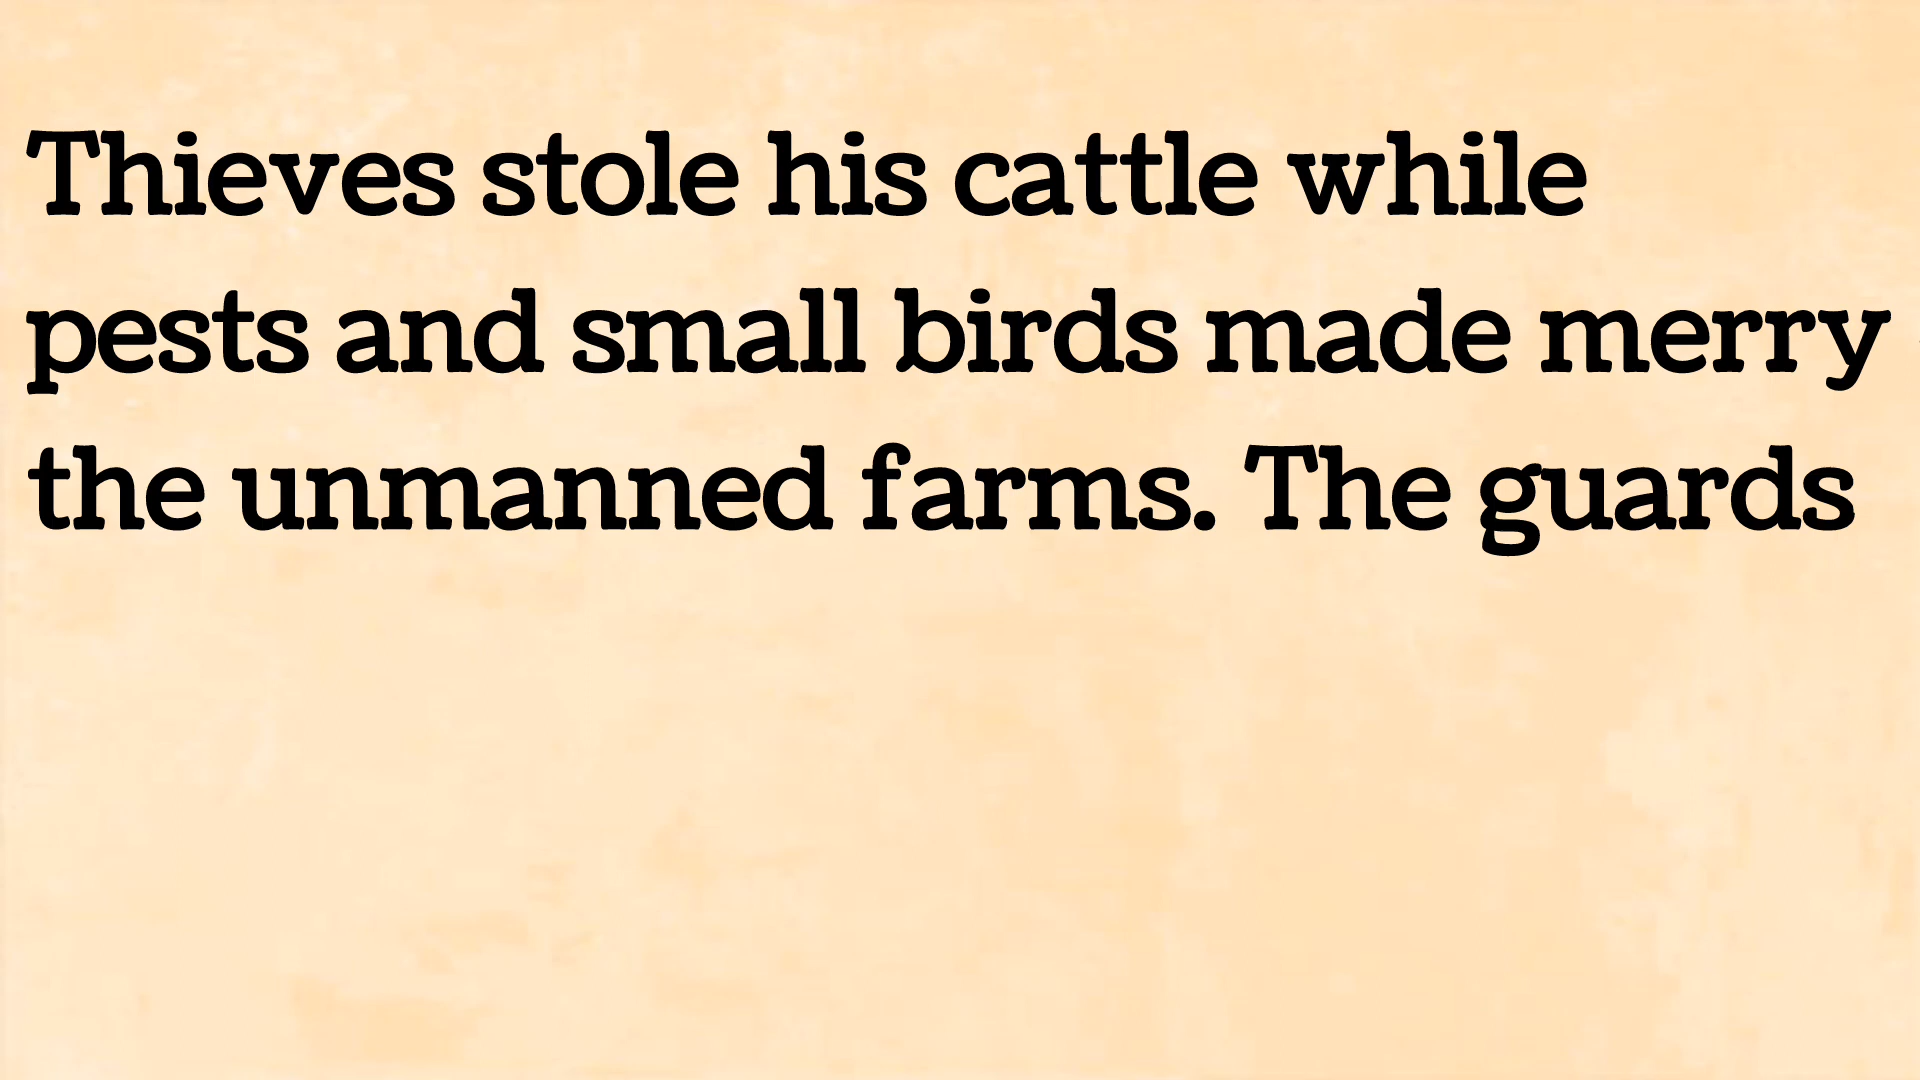 Thieves stole his cattle while
pests and small birds made merry
the unmanned farms. The guards